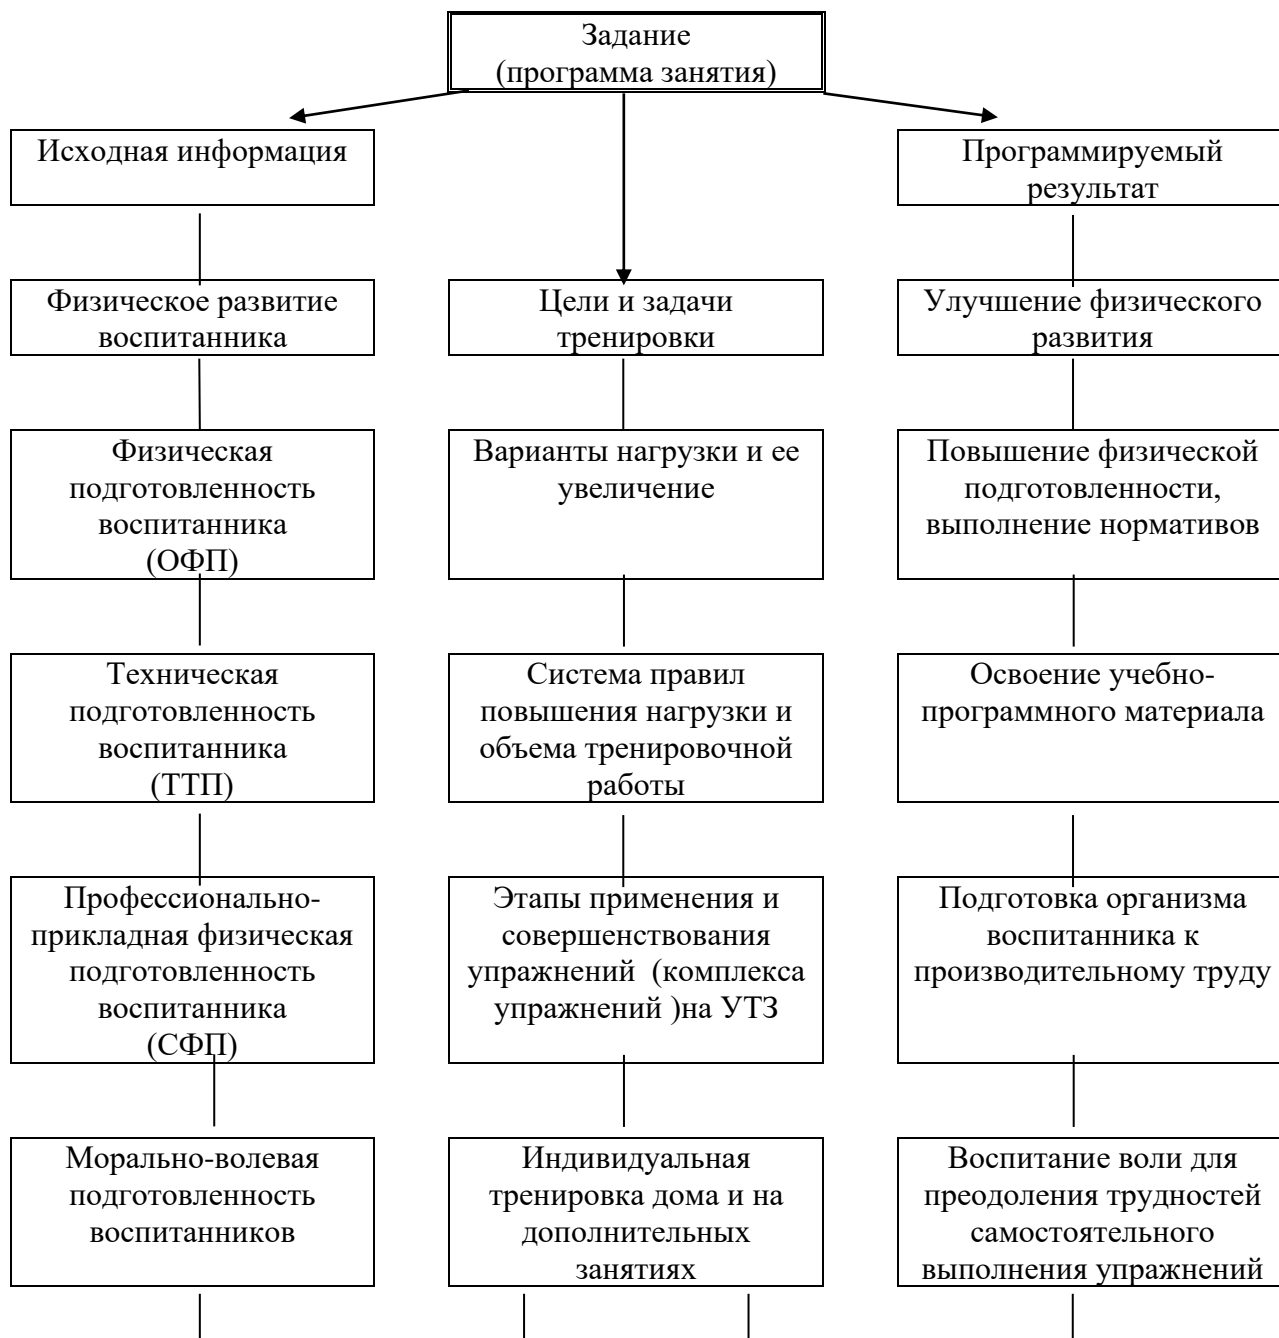 Задание
(программа занятия)
Исходная информация
Программируемый
результат
Физическое развитие
воспитанника
Цели и задачи
тренировки
Улучшение физического
развития
Физическая
подготовленность
воспитанника
(ОФП)
Варианты нагрузки и ее
увеличение
Повышение физической
подготовленности,
выполнение нормативов
Техническая
подготовленность
воспитанника
(ТТП)
Система правил
повышения нагрузки и
объема тренировочной
работы
Освоение учебно-
программного материала
Профессионально-
прикладная физическая
подготовленность
воспитанника
(СФП)
Этапы применения и
совершенствования
упражнений  (комплекса
упражнений )на УТЗ
Подготовка организма
воспитанника к
производительному труду
Морально-волевая
подготовленность
воспитанников
Индивидуальная
тренировка дома и на
дополнительных
занятиях
Воспитание воли для
преодоления трудностей
самостоятельного
выполнения упражнений